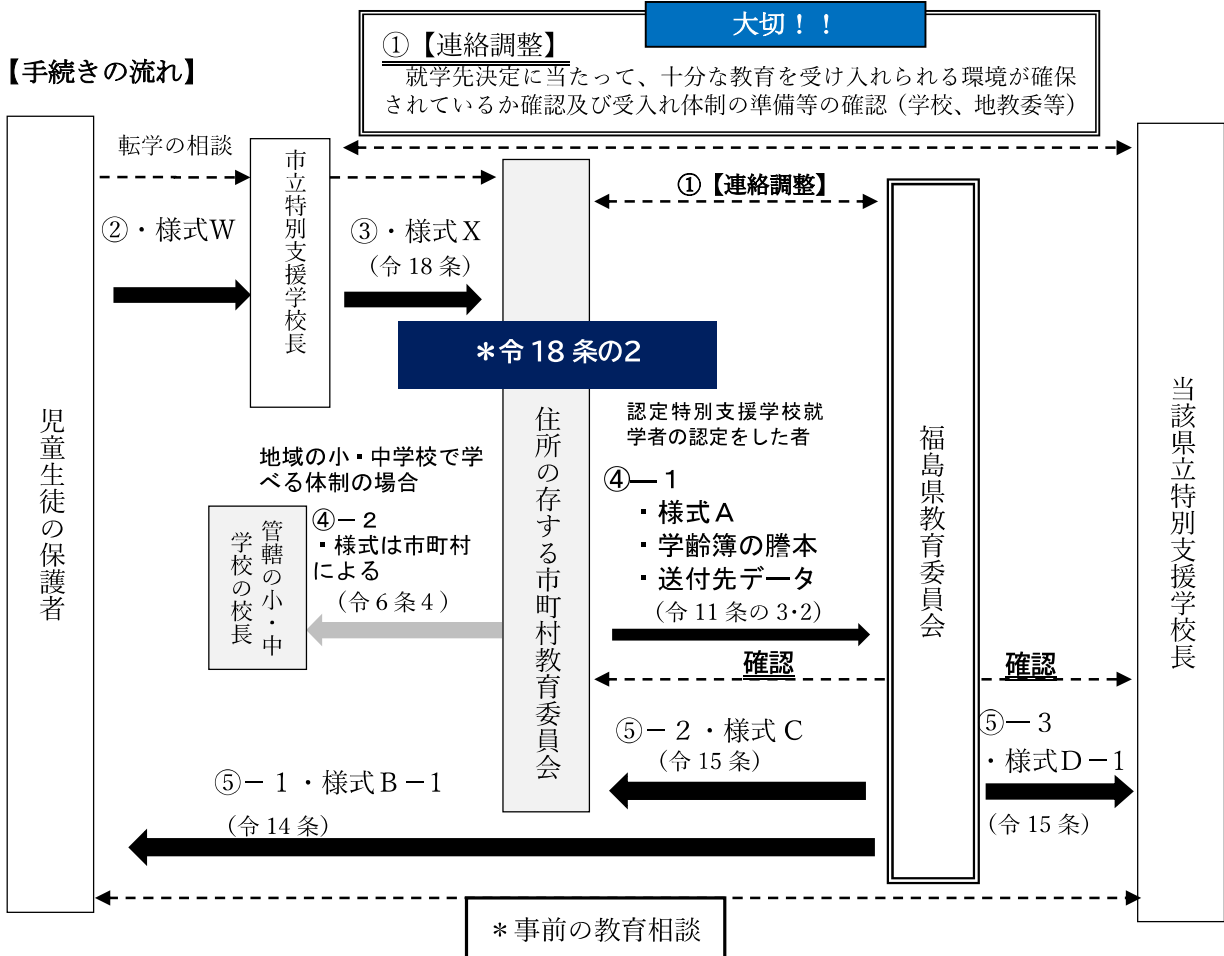 大切！！
①【連絡調整】
就学先決定に当たって、十分な教育を受け入れられる環境が確保
されているか確認及び受入れ体制の準備等の確認（学校、地教委等）
【手続きの流れ】
児童生徒の保護者
転学の相談
②・様式Ｗ
市立特別支援学校長
③・様式Ｘ
（令 18 条）
＊令 18 条の2
住所の存する市町村教育委員会
①【連絡調整】
福島県教育委員会
当該県立特別支援学校長
地域の小・中学校で学
べる体制の場合
④－２
・様式は市町村
による
（令６条４）
管轄の小・中
学校の校長
認定特別支援学校就
学者の認定をした者
④―１
・様式Ａ
・学齢簿の謄本
・送付先データ
（令 11 条の 3･2）
確認
確認
⑤－２・様式Ｃ
（令 15 条）
⑤－３
・様式Ｄ－１
（令 15 条）
⑤－１・様式Ｂ－１
（令 14 条）
＊事前の教育相談